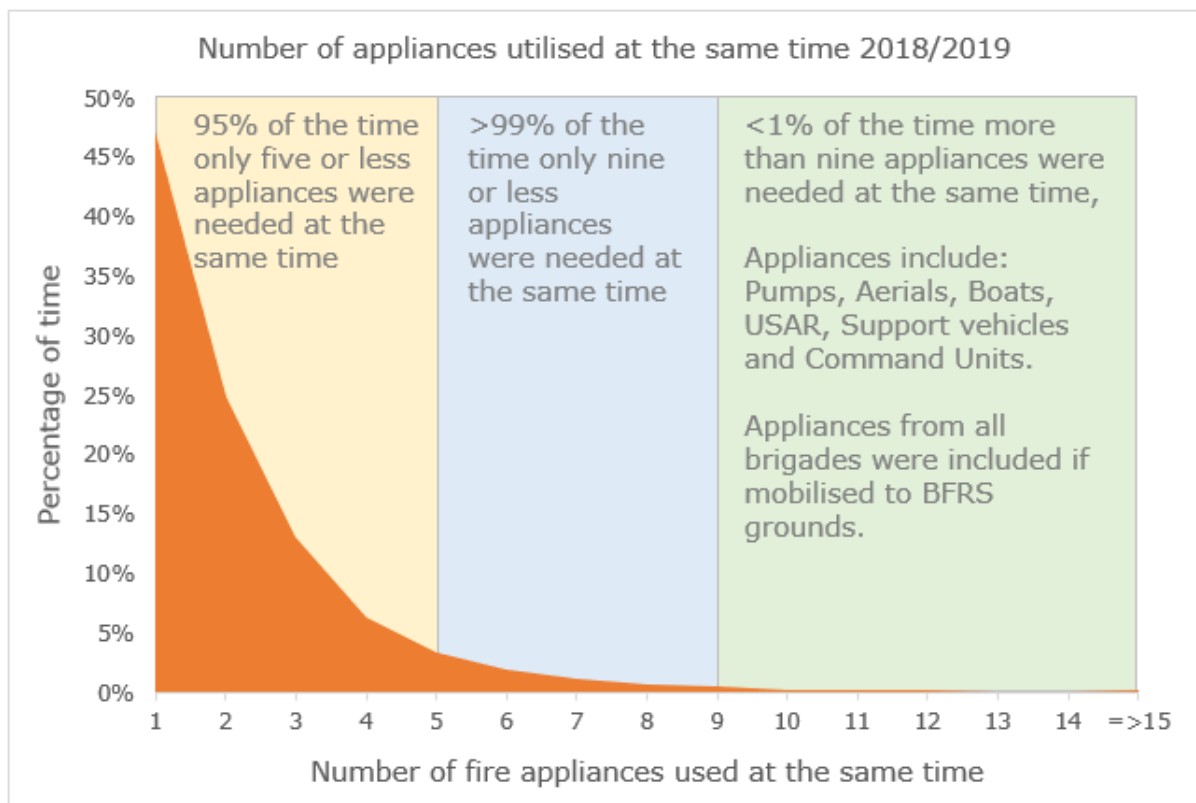 Number of appliances utilised at the same time 2018/2019
50%
45%
40%
35%
30%
25%
20%
15%
10%
5%
0%
Percentage of time
95% of the time
only five or less
appliances were
needed at the
same time
>99% of the
time only nine
or less
appliances
were needed at
the same time
<1% of the time more
than nine appliances were
needed at the same time,
Appliances include:
Pumps, Aerials, Boats,
USAR, Support vehicles
and Command Units.
Appliances from all
brigades were included if
mobilised to BFRS
grounds.
1 2 3 4 5 6 7 8 9 10 11 12 13 14 =>15
Number of fire appliances used at the same time